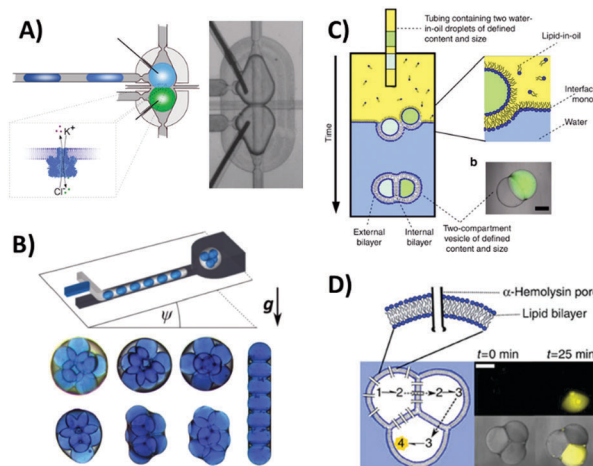 A)
K+
Cl-
B)
ψ
g
C)
Tubing containing two water-
in-oil droplets of defined
content and size
Lipid-in-oil
Time
Interface
mono
Water
b
External
bilayer
Internal
bilayer
Two-compartment
vesicle of defined
content and size
D)
α-Hemolysin pore
Lipid bilayer
t=0 min
t=25 min
1→2
2→3
4
3